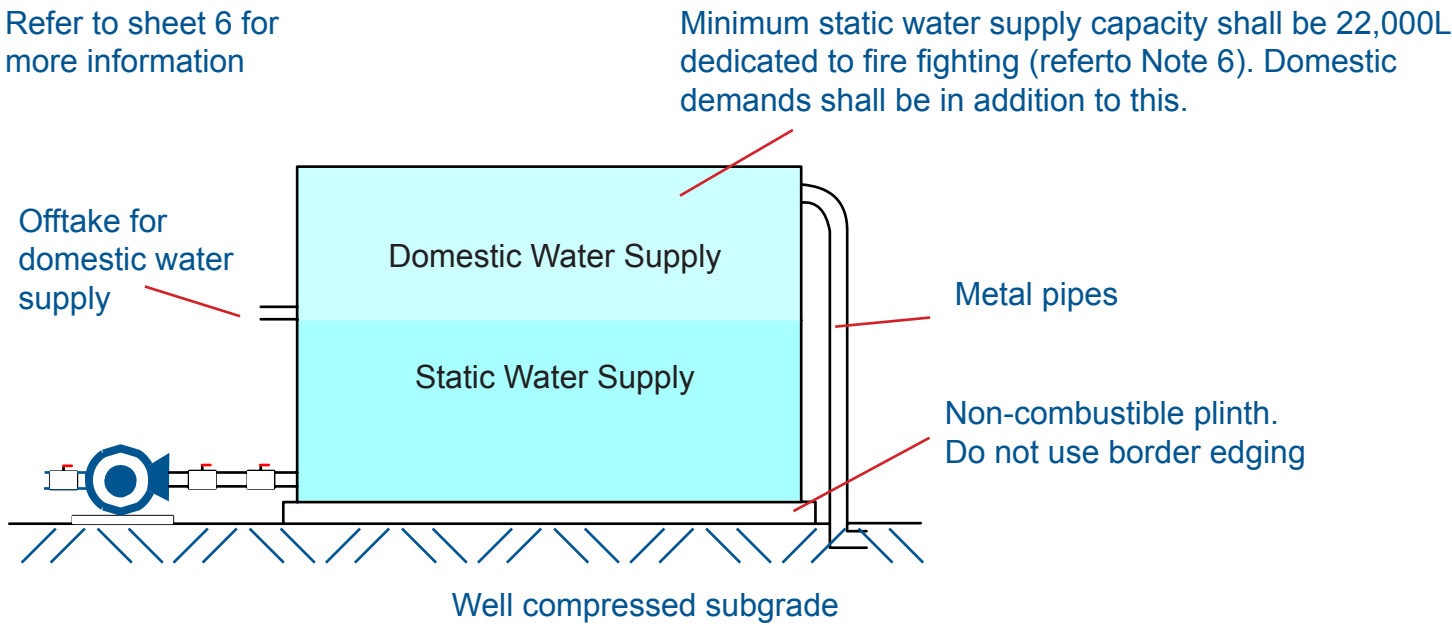 Refer to sheet 6 for
more information
Minimum static water supply capacity shall be 22,000L
dedicated to fire fighting (referto Note 6). Domestic
demands shall be in addition to this.
Offtake for
domestic water
supply
Domestic Water Supply
Metal pipes
Static Water Supply
Non-combustible plinth.
Do not use border edging
Well compressed subgrade